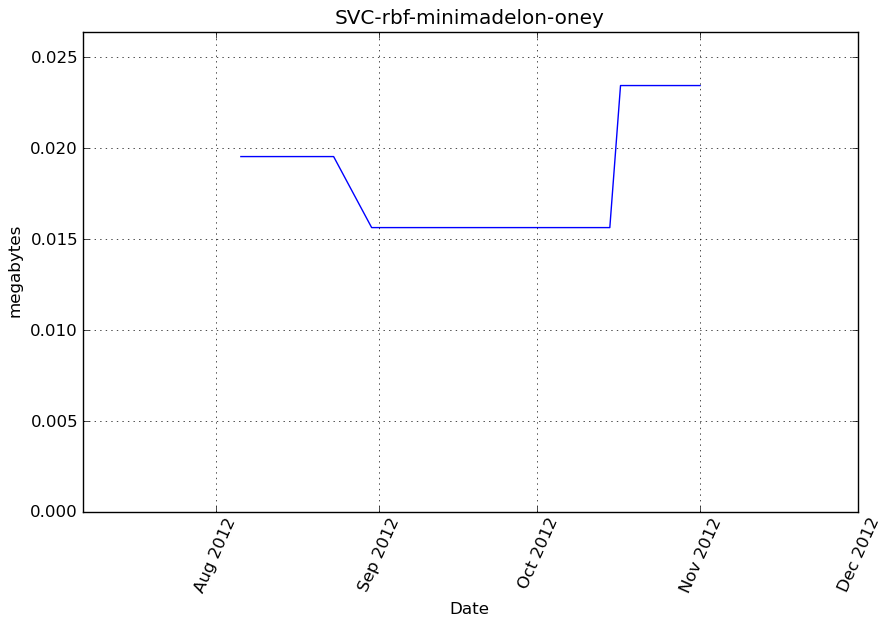 SVC-rbf-minimadelon-oney
0.025
0.020
0.015
0.010
0.005
0.000
megabytes
Aug 2012
Sep 2012
Oct 2012
Nov 2012
Dec 2012
Date